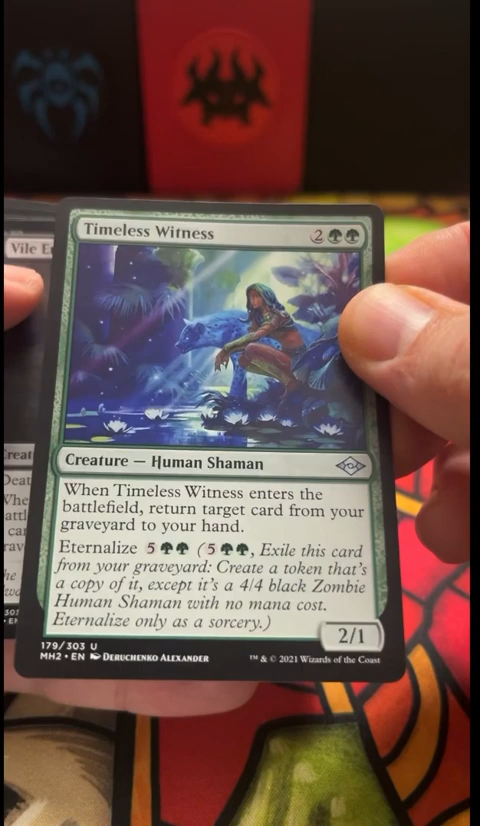 Timeless Witness 2
Vile
Creature — Human Shaman
When Timeless Witness enters the
battlefield, return target card from your
graveyard to your hand.
Eternalize 5 (5, Exile this card
from your graveyard: Create a token that's
a copy of it, except it's a 4/4 black Zombie
Human Shaman with no mana cost.
Eternalize only as a sorcery.)
2/1
179/303 U
MH2 • EN Deruchenko Alexander
™ & © 2021 Wizards of the Coast